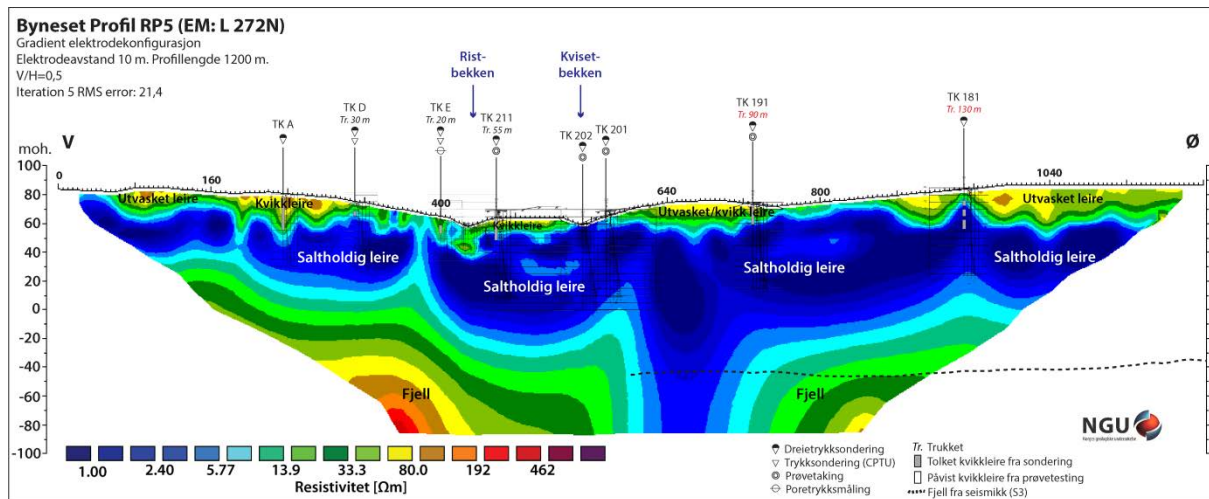 Byneset Profil RP5 (EM: L 272N)
Gradient elektrodekonfigurasjon
Elektrodeavstand 10 m. Profillengde 1200 m.
V/H=0,5
Iteration 5 RMS error: 21,4
Rist-
bekken
Kviset-
bekken
TK A
TK D
Tr. 30 m
TK E
Tr. 20 m
TK 211
Tr. 55 m
TK 202
TK 201
TK 191
Tr. 90 m
TK 181
Tr. 130 m
moh.
V
Ø
100
80
60
40
20
0
-20
-40
-60
-80
-100
0
160
400
640
800
1040
Utvasket leire
Kvikkleire
Kvikkleire
Utvasket/kvikk leire
Utvasket leire
Saltholdig leire
Saltholdig leire
Saltholdig leire
Saltholdig leire
Fjell
Fjell
1.00 2.40 5.77 13.9 33.3 80.0 192 462
Resistivitet [Ωm]
NGU
Dreietrykksondering
Trykksondering (CPTU)
Prøvetaking
Poretrykksmåling
Tr. Trukket
Tolket kvikkleire fra sondering
Påvist kvikkleire fra prøvetesting
Fjell fra seismikk (S3)